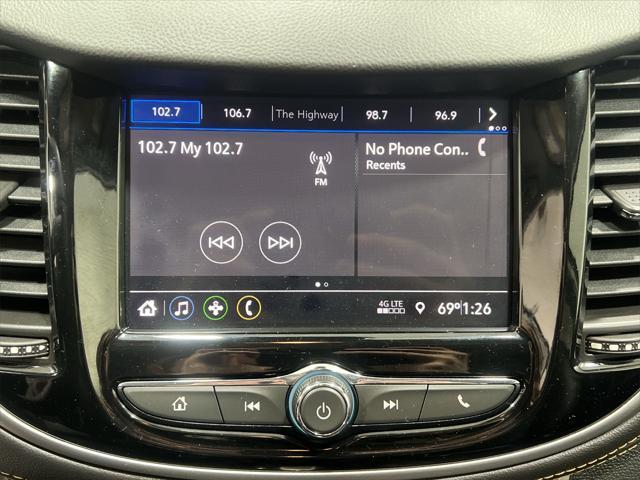 102.7 106.7 The Highway 98.7 96.9
102.7 My 102.7
FM
No Phone Con..
Recents
4G LTE
69° 1:26